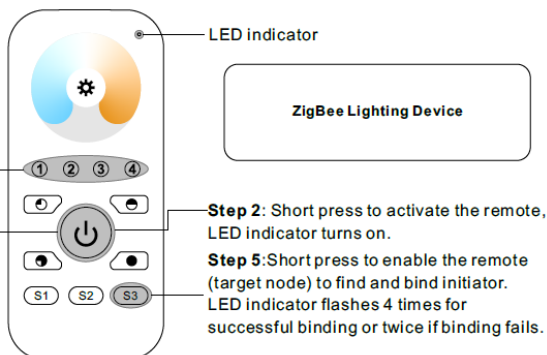 LED indicator
ZigBee Lighting Device
1 2 3 4
Step 2: Short press to activate the remote,
LED indicator turns on.
Step 5:Short press to enable the remote
(target node) to find and bind initiator.
S1 S2 S3
LED indicator flashes 4 times for
successful binding or twice if binding fails.